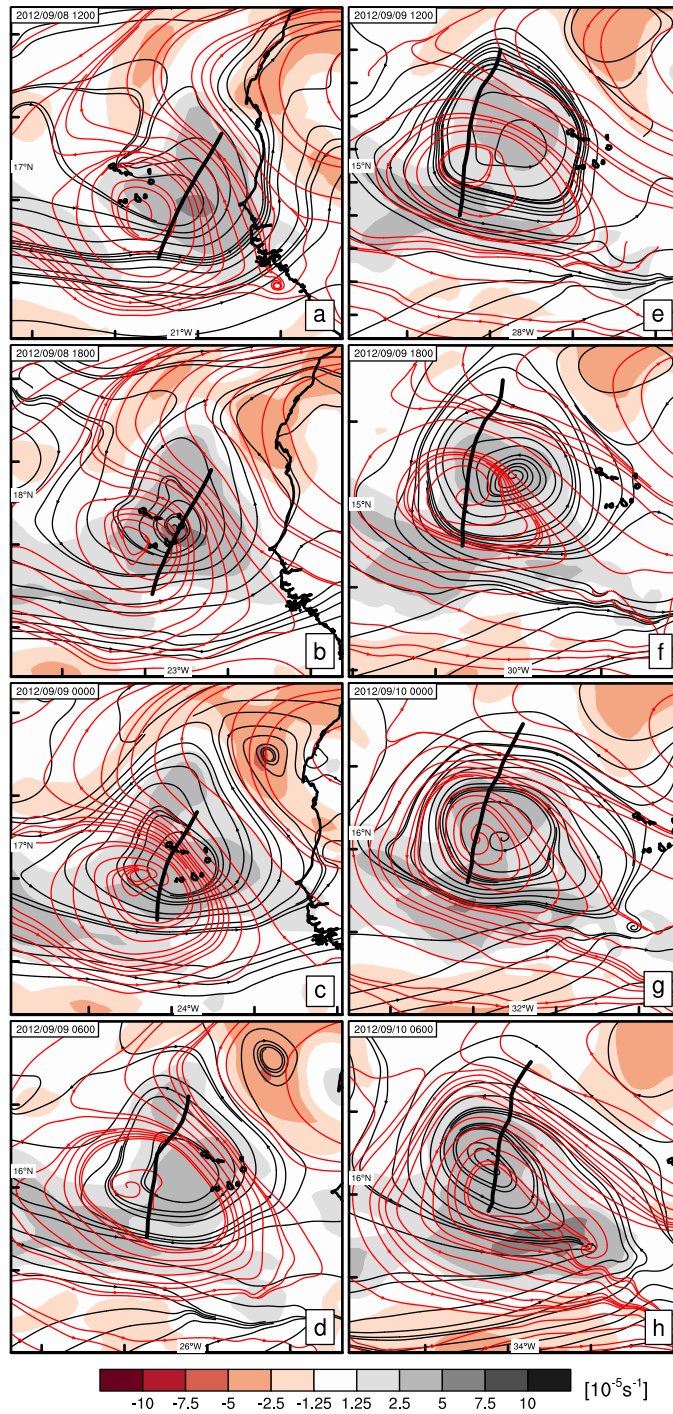 2012/09/08 1200
17°N
21°W
a
2012/09/08 1800
18°N
23°W
b
2012/09/09 0000
17°N
24°W
c
2012/09/09 0600
16°N
26°W
d
2012/09/09 1200
15°N
28°W
e
2012/09/09 1800
15°N
30°W
f
2012/09/10 0000
16°N
32°W
g
2012/09/10 0600
16°N
34°W
h
-10 -7.5 -5 -2.5 -1.25 1.25 2.5 5 7.5 10 [10⁻⁵s⁻¹]